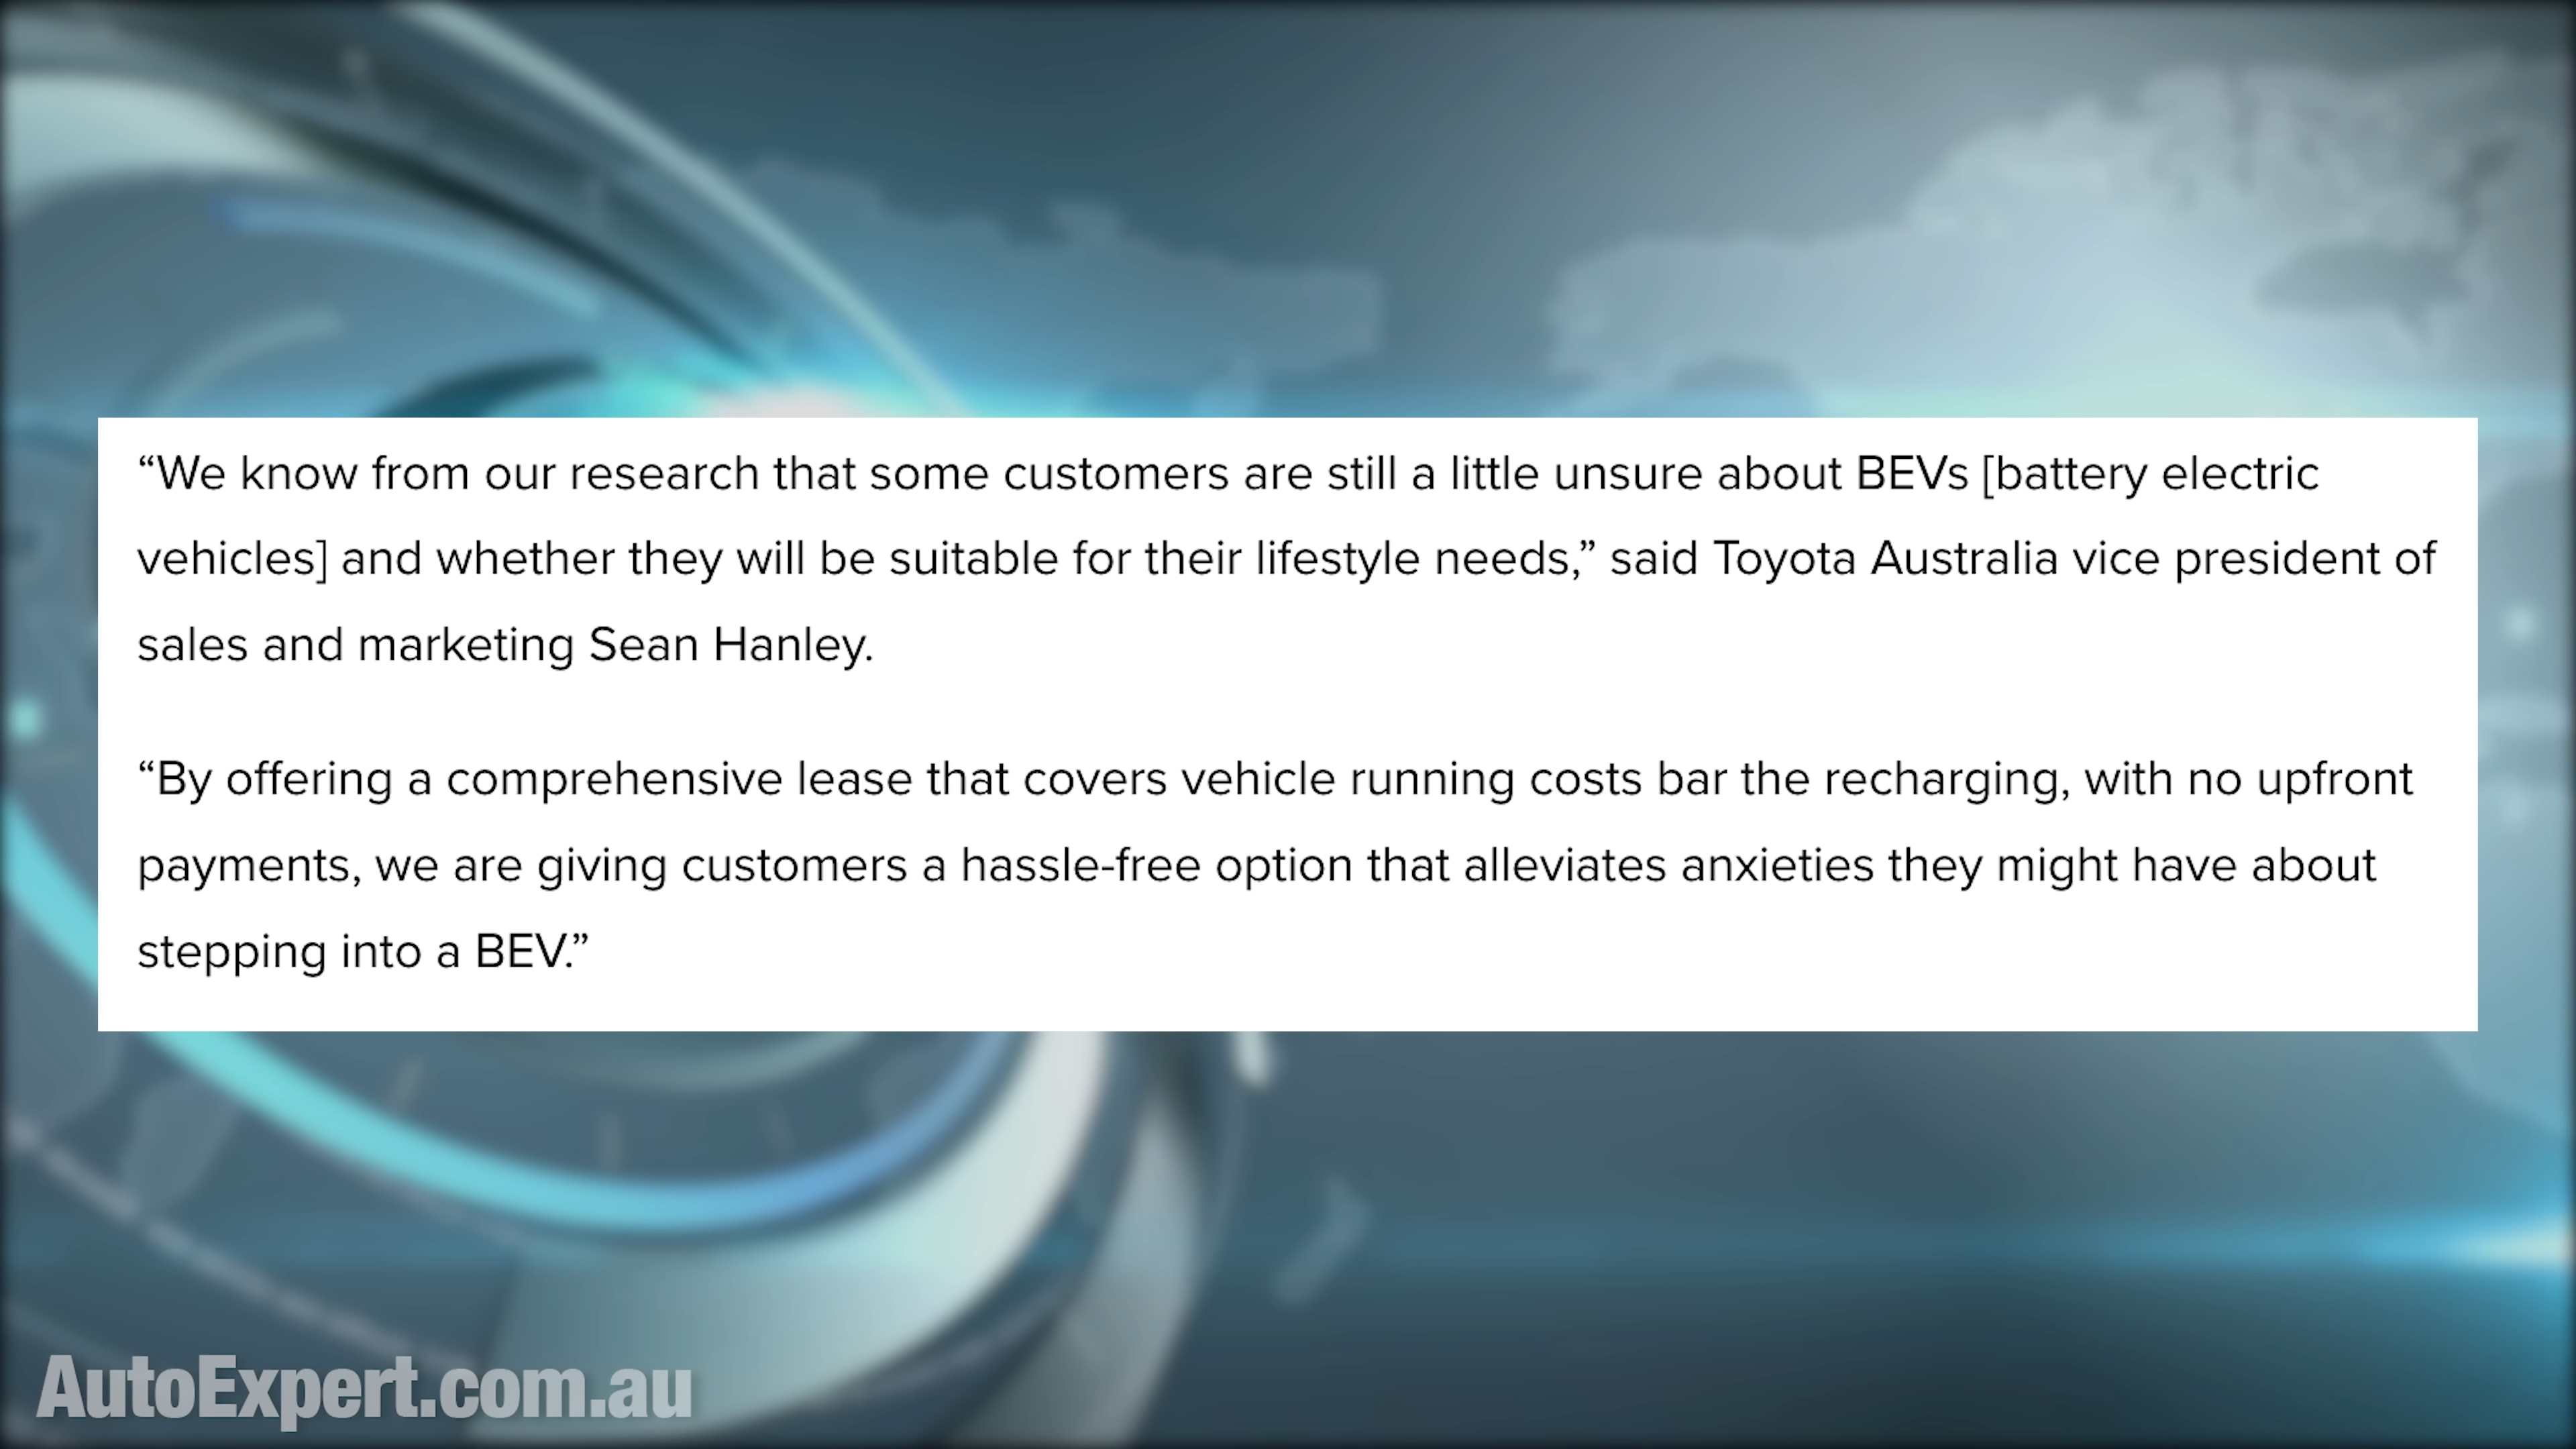 “We know from our research that some customers are still a little unsure about BEVs [battery electric
vehicles] and whether they will be suitable for their lifestyle needs,” said Toyota Australia vice president of
sales and marketing Sean Hanley.
“By offering a comprehensive lease that covers vehicle running costs bar the recharging, with no upfront
payments, we are giving customers a hassle-free option that alleviates anxieties they might have about
stepping into a BEV.”
AutoExpert.com.au